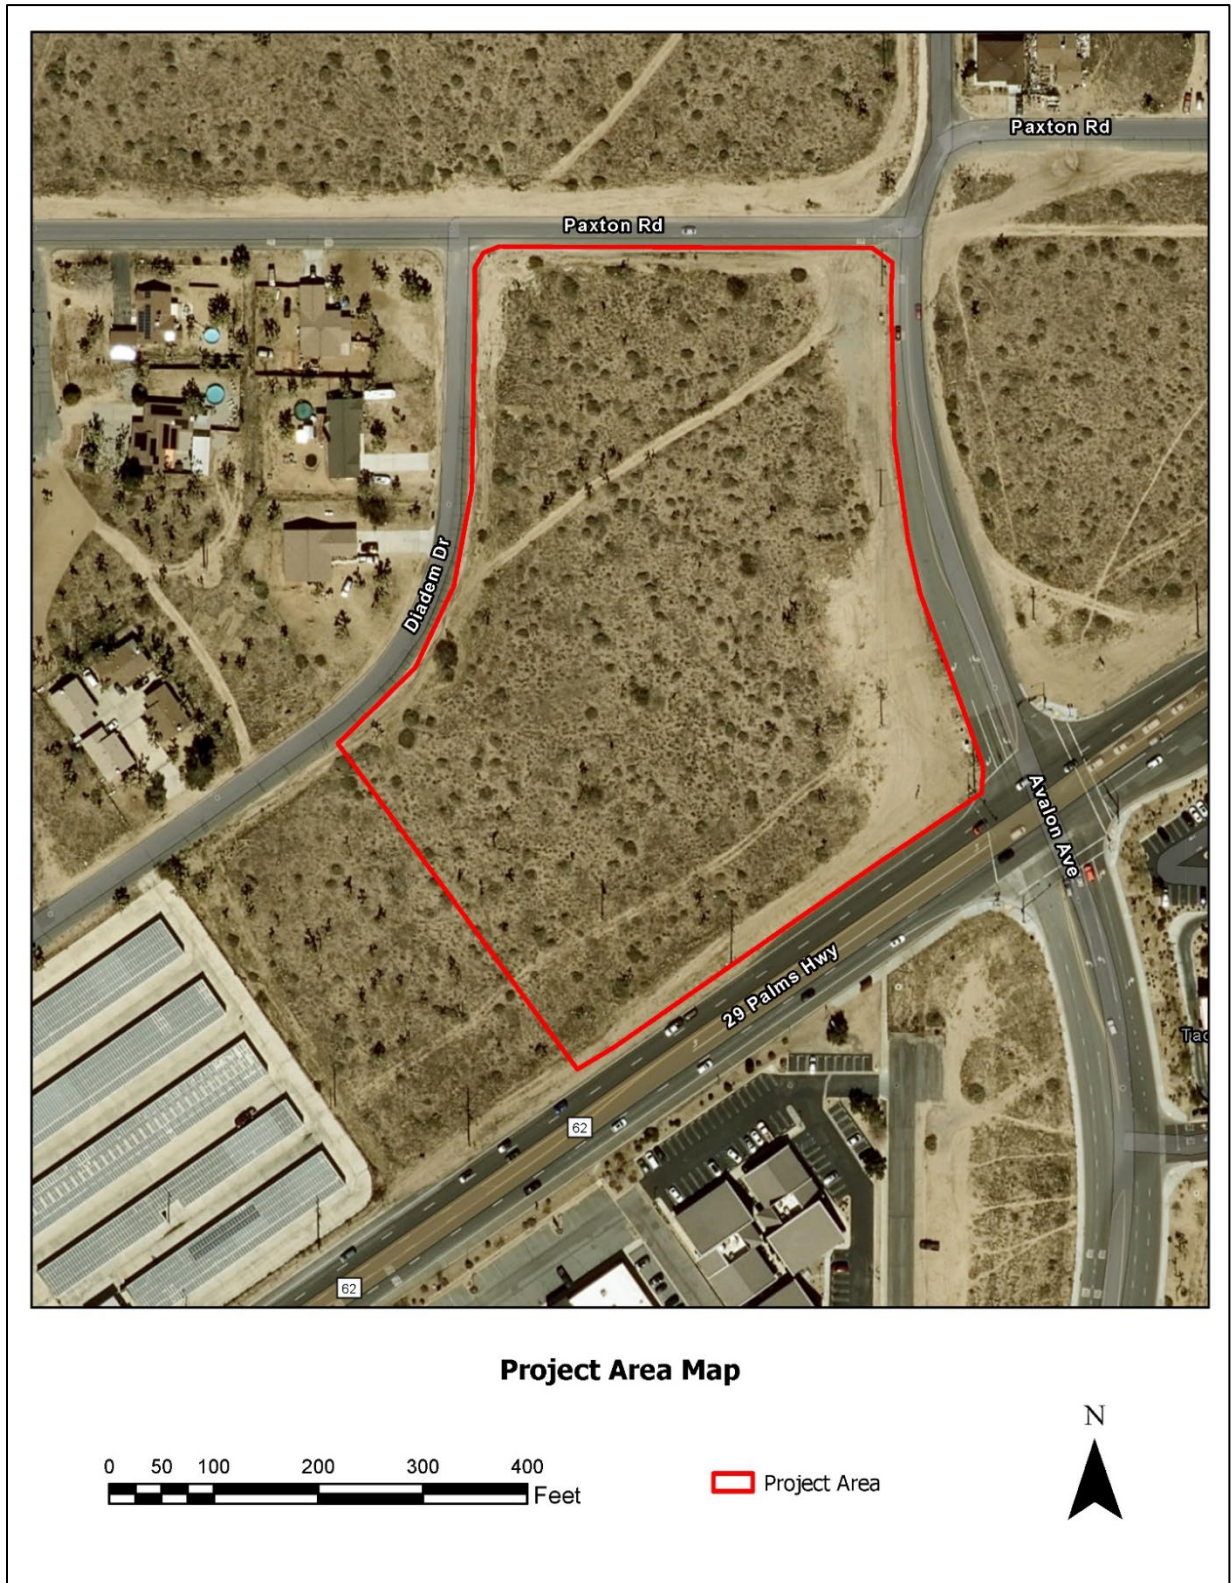 Paxton Rd
Paxton Rd
Diadem Dr
Avalon Ave
29 Palms Hwy
Tac
62
62
Project Area Map
0 50 100 200 300 400
Feet
Project Area
N